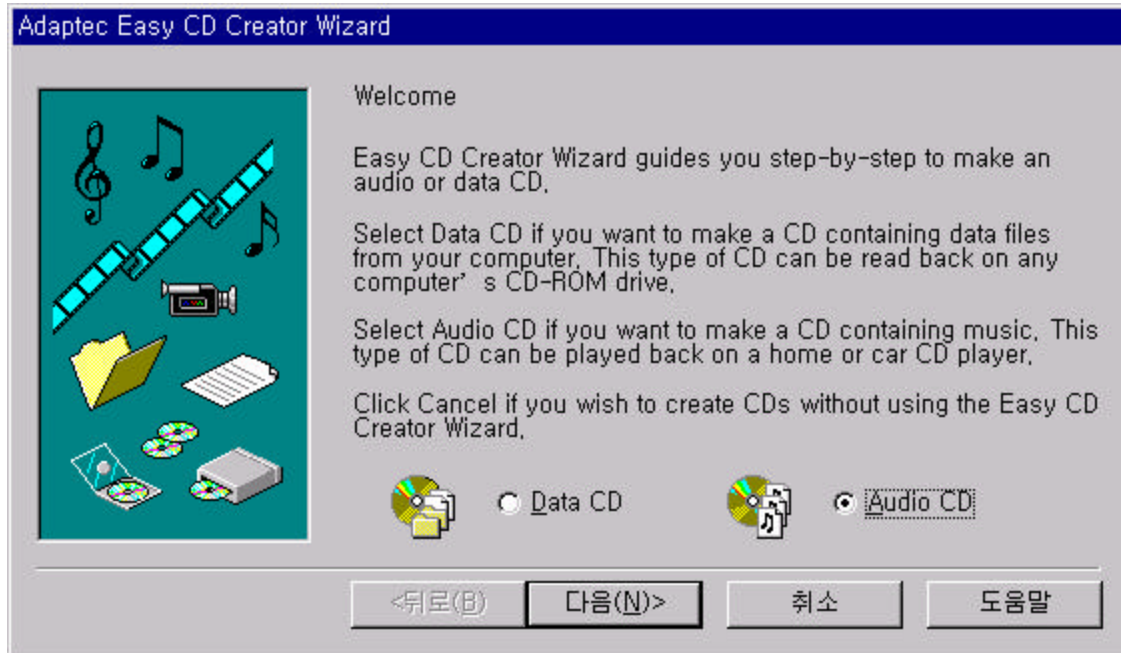 Adaptec Easy CD Creator Wizard
Welcome
Easy CD Creator Wizard guides you step-by-step to make an
audio or data CD.
Select Data CD if you want to make a CD containing data files
from your computer. This type of CD can be read back on any
computer's CD-ROM drive.
Select Audio CD if you want to make a CD containing music. This
type of CD can be played back on a home or car CD player.
Click Cancel if you wish to create CDs without using the Easy CD
Creator Wizard.
Data CD
Audio CD
<뒤로(B)
다음(N)>
취소
도움말